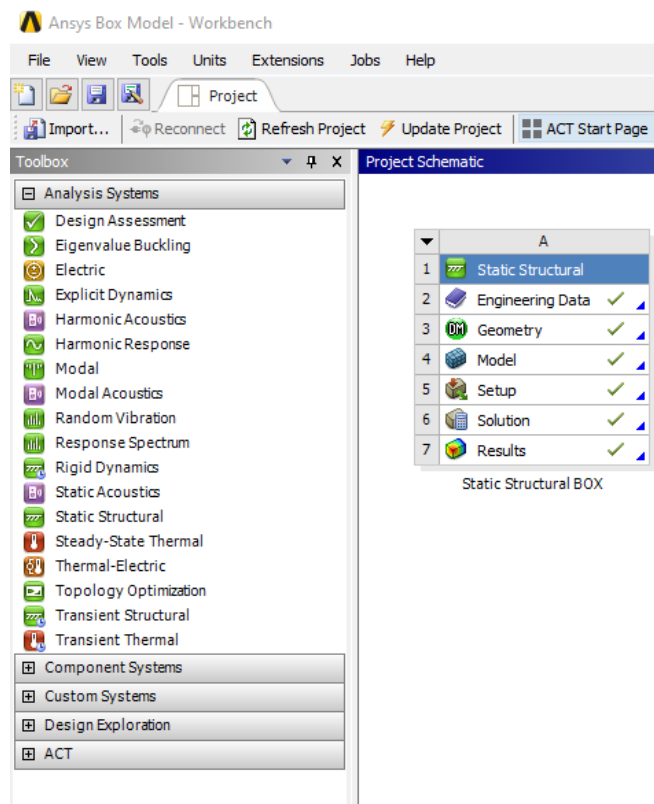 Ansys Box Model - Workbench
File View Tools Units Extensions Jobs Help
Project
Import... Reconnect Refresh Project Update Project ACT Start Page
Toolbox
Analysis Systems
Design Assessment
Eigenvalue Buckling
Electric
Explicit Dynamics
Harmonic Acoustics
Harmonic Response
Modal
Modal Acoustics
Random Vibration
Response Spectrum
Rigid Dynamics
Static Acoustics
Static Structural
Steady-State Thermal
Thermal-Electric
Topology Optimization
Transient Structural
Transient Thermal
Component Systems
Custom Systems
Design Exploration
ACT
Project Schematic
A
1 Static Structural
2 Engineering Data
3 DM Geometry
4 Model
5 Setup
6 Solution
7 Results
Static Structural BOX